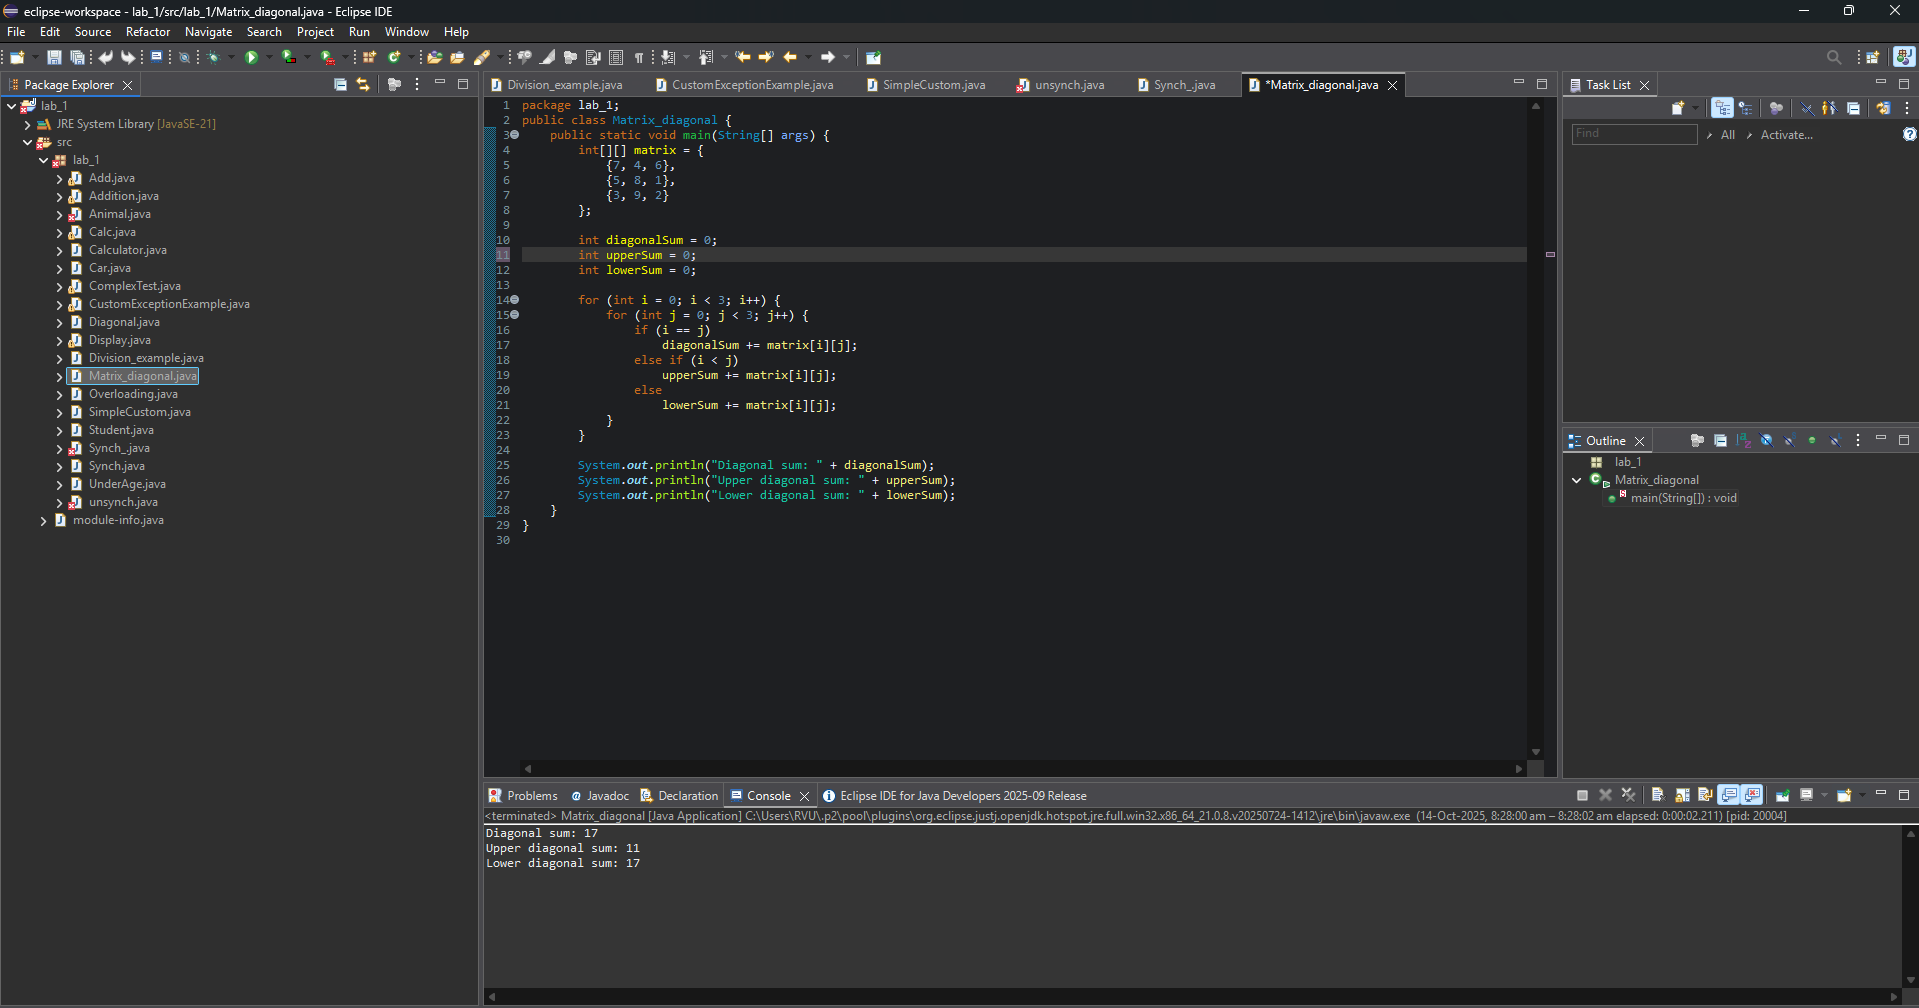 eclipse-workspace - lab_1/src/lab_1/Matrix_diagonal.java - Eclipse IDE
File Edit Source Refactor Navigate Search Project Run Window Help
Package Explorer
lab_1
JRE System Library [JavaSE-21]
src
lab_1
Add.java
Addition.java
Animal.java
Calc.java
Calculator.java
Car.java
ComplexTest.java
CustomExceptionExample.java
Diagonal.java
Display.java
Division_example.java
Matrix_diagonal.java
Overloading.java
SimpleCustom.java
Student.java
Synch_.java
Synch.java
UnderAge.java
unsynch.java
module-info.java
Division_example.java CustomExceptionExample.java SimpleCustom.java unsynch.java Synch_.java *Matrix_diagonal.java
1 package lab_1;
2 public class Matrix_diagonal {
3 public static void main(String[] args) {
4 int[][] matrix = {
5 {7, 4, 6},
6 {5, 8, 1},
7 {3, 9, 2}
8 };
9
10 int diagonalSum = 0;
11 int upperSum = 0;
12 int lowerSum = 0;
13
14 for (int i = 0; i < 3; i++) {
15 for (int j = 0; j < 3; j++) {
16 if (i == j)
17 diagonalSum += matrix[i][j];
18 else if (i < j)
19 upperSum += matrix[i][j];
20 else
21 lowerSum += matrix[i][j];
22 }
23 }
24
25 System.out.println("Diagonal sum: " + diagonalSum);
26 System.out.println("Upper diagonal sum: " + upperSum);
27 System.out.println("Lower diagonal sum: " + lowerSum);
28 }
29 }
30
Task List
Find All Activate...
Outline
lab_1
Matrix_diagonal
main(String[]) : void
Problems Javadoc Declaration Console Eclipse IDE for Java Developers 2025-09 Release
<terminated> Matrix_diagonal [Java Application] C:\Users\RVU\.p2\pool\plugins\org.eclipse.justj.openjdk.hotspot.jre.full.win32.x86_64_21.0.8.v20250724-1412\jre\bin\javaw.exe (14-Oct-2025, 8:28:00 am – 8:28:02 am elapsed: 0:00:02.211) [pid: 20004]
Diagonal sum: 17
Upper diagonal sum: 11
Lower diagonal sum: 17